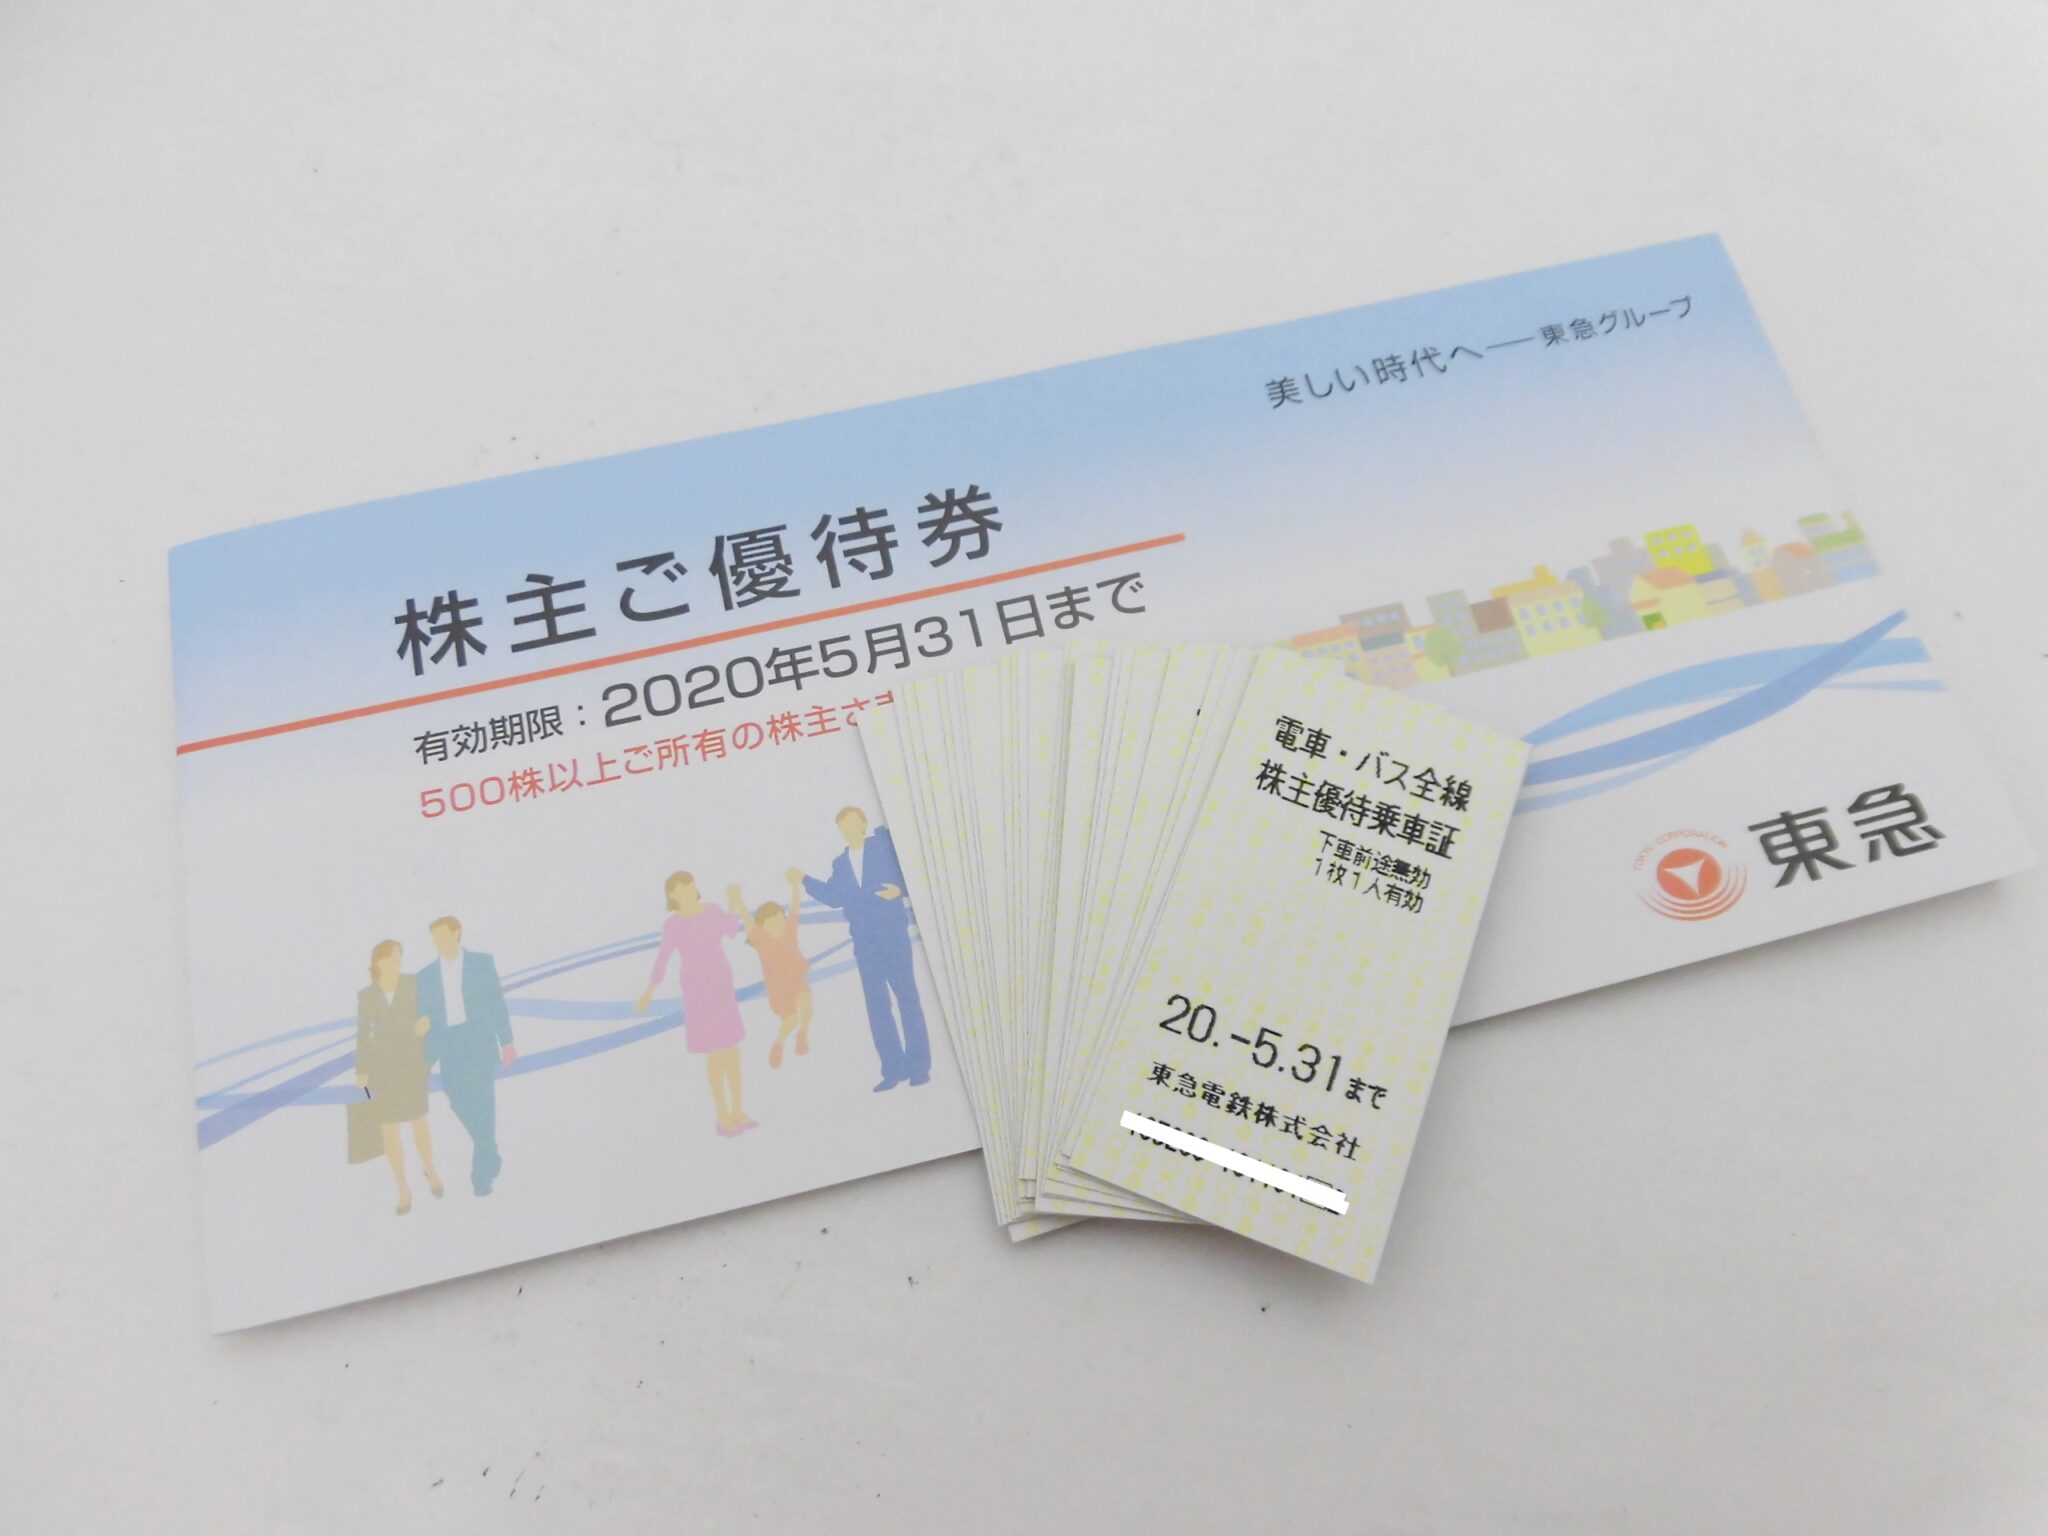 美しい時代へ──東急グループ
株主ご優待券
有効期限：2020年5月31日まで
500株以上ご所有の株主さま
電車・バス全線
株主優待乗車証
下車前途無効
1枚1人有効
20.-5.31まで
東急電鉄株式会社
TOKYU CORPORATION
東急